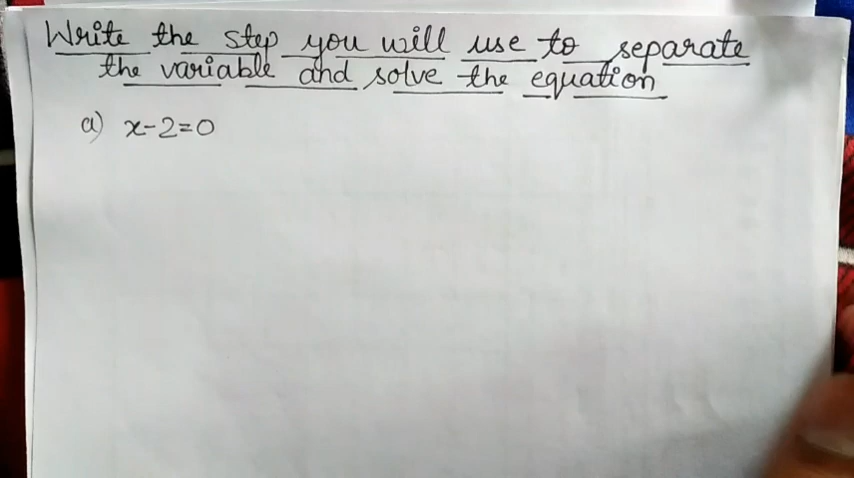 Write the step you will use to separate
the variable and solve the equation
a) x-2=0